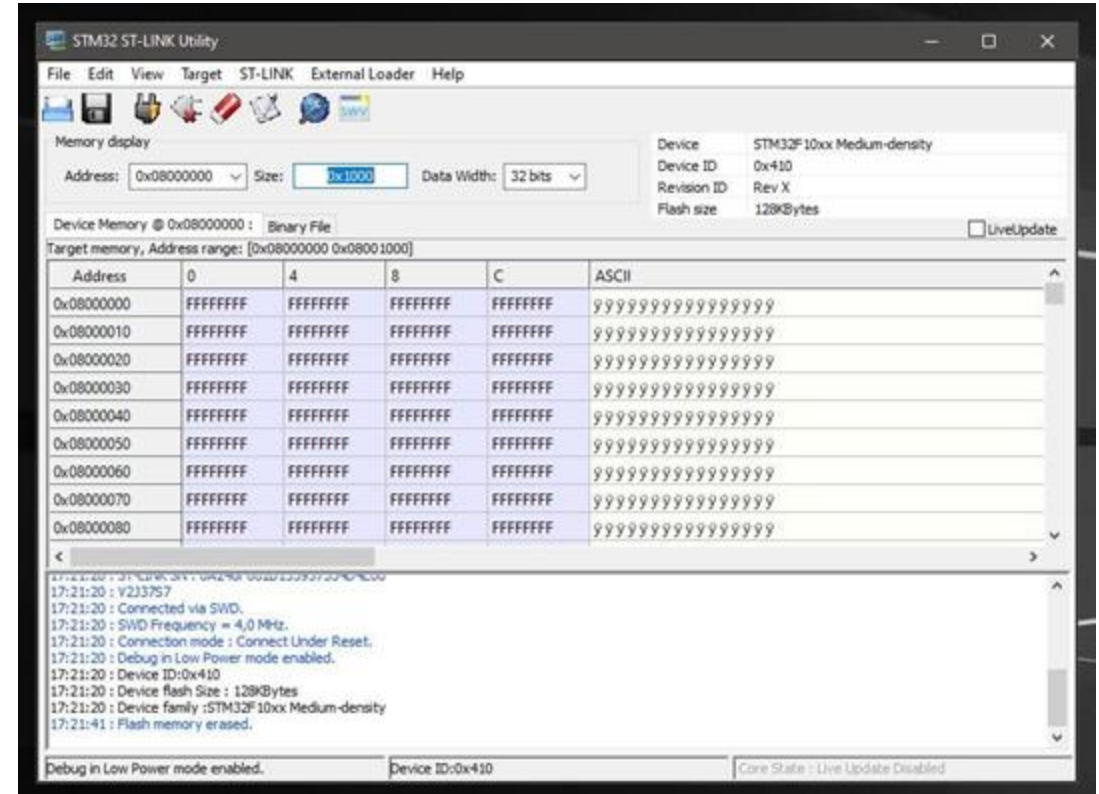 STM32 ST-LINK Utility
File Edit View Target ST-LINK External Loader Help
SWV
Memory display
Address: 0x08000000 Size: 0x1000 Data Width: 32 bits
Device STM32F10xx Medium-density
Device ID 0x410
Revision ID Rev X
Flash size 128KBytes
Device Memory @ 0x08000000 : Binary File
LiveUpdate
Target memory, Address range: [0x08000000 0x08001000]
Address 0 4 8 C ASCII
0x08000000 FFFFFFFF FFFFFFFF FFFFFFFF FFFFFFFF ÿÿÿÿÿÿÿÿÿÿÿÿÿÿÿÿ
0x08000010 FFFFFFFF FFFFFFFF FFFFFFFF FFFFFFFF ÿÿÿÿÿÿÿÿÿÿÿÿÿÿÿÿ
0x08000020 FFFFFFFF FFFFFFFF FFFFFFFF FFFFFFFF ÿÿÿÿÿÿÿÿÿÿÿÿÿÿÿÿ
0x08000030 FFFFFFFF FFFFFFFF FFFFFFFF FFFFFFFF ÿÿÿÿÿÿÿÿÿÿÿÿÿÿÿÿ
0x08000040 FFFFFFFF FFFFFFFF FFFFFFFF FFFFFFFF ÿÿÿÿÿÿÿÿÿÿÿÿÿÿÿÿ
0x08000050 FFFFFFFF FFFFFFFF FFFFFFFF FFFFFFFF ÿÿÿÿÿÿÿÿÿÿÿÿÿÿÿÿ
0x08000060 FFFFFFFF FFFFFFFF FFFFFFFF FFFFFFFF ÿÿÿÿÿÿÿÿÿÿÿÿÿÿÿÿ
0x08000070 FFFFFFFF FFFFFFFF FFFFFFFF FFFFFFFF ÿÿÿÿÿÿÿÿÿÿÿÿÿÿÿÿ
0x08000080 FFFFFFFF FFFFFFFF FFFFFFFF FFFFFFFF ÿÿÿÿÿÿÿÿÿÿÿÿÿÿÿÿ
17:21:20 : ST-LINK SN :
17:21:20 : V2J37S7
17:21:20 : Connected via SWD.
17:21:20 : SWD Frequency = 4,0 MHz.
17:21:20 : Connection mode : Connect Under Reset.
17:21:20 : Debug in Low Power mode enabled.
17:21:20 : Device ID:0x410
17:21:20 : Device flash Size : 128KBytes
17:21:20 : Device family :STM32F10xx Medium-density
17:21:41 : Flash memory erased.
Debug in Low Power mode enabled. Device ID:0x410 Core State : Live Update Disabled